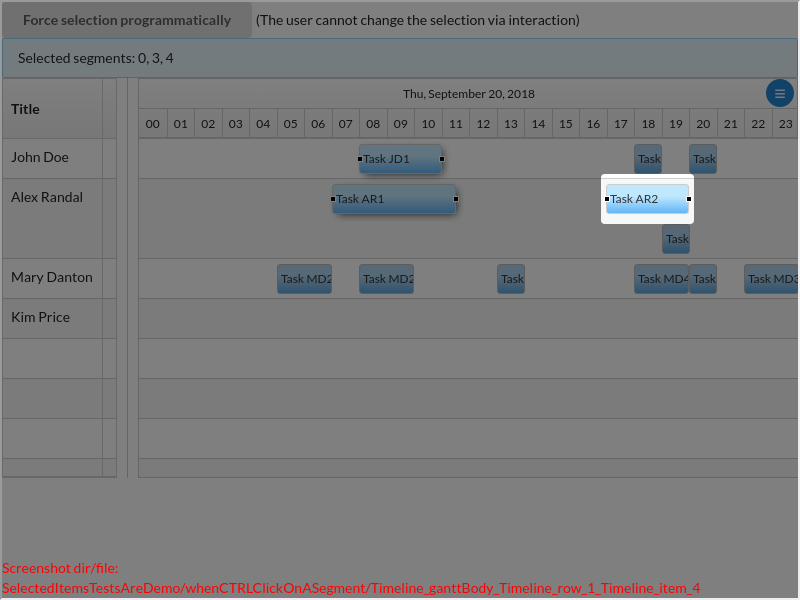 Force selection programmatically (The user cannot change the selection via interaction)
Selected segments: 0, 3, 4
Title
Thu, September 20, 2018
00 01 02 03 04 05 06 07 08 09 10 11 12 13 14 15 16 17 18 19 20 21 22 23
John Doe
Task JD1 Task Task
Alex Randal
Task AR1 Task AR2
Task
Mary Danton
Task MD2 Task MD2 Task Task MD4 Task Task MD3
Kim Price
Screenshot dir/file:
SelectedItemsTestsAreDemo/whenCTRLClickOnASegment/Timeline_ganttBody_Timeline_row_1_Timeline_item_4